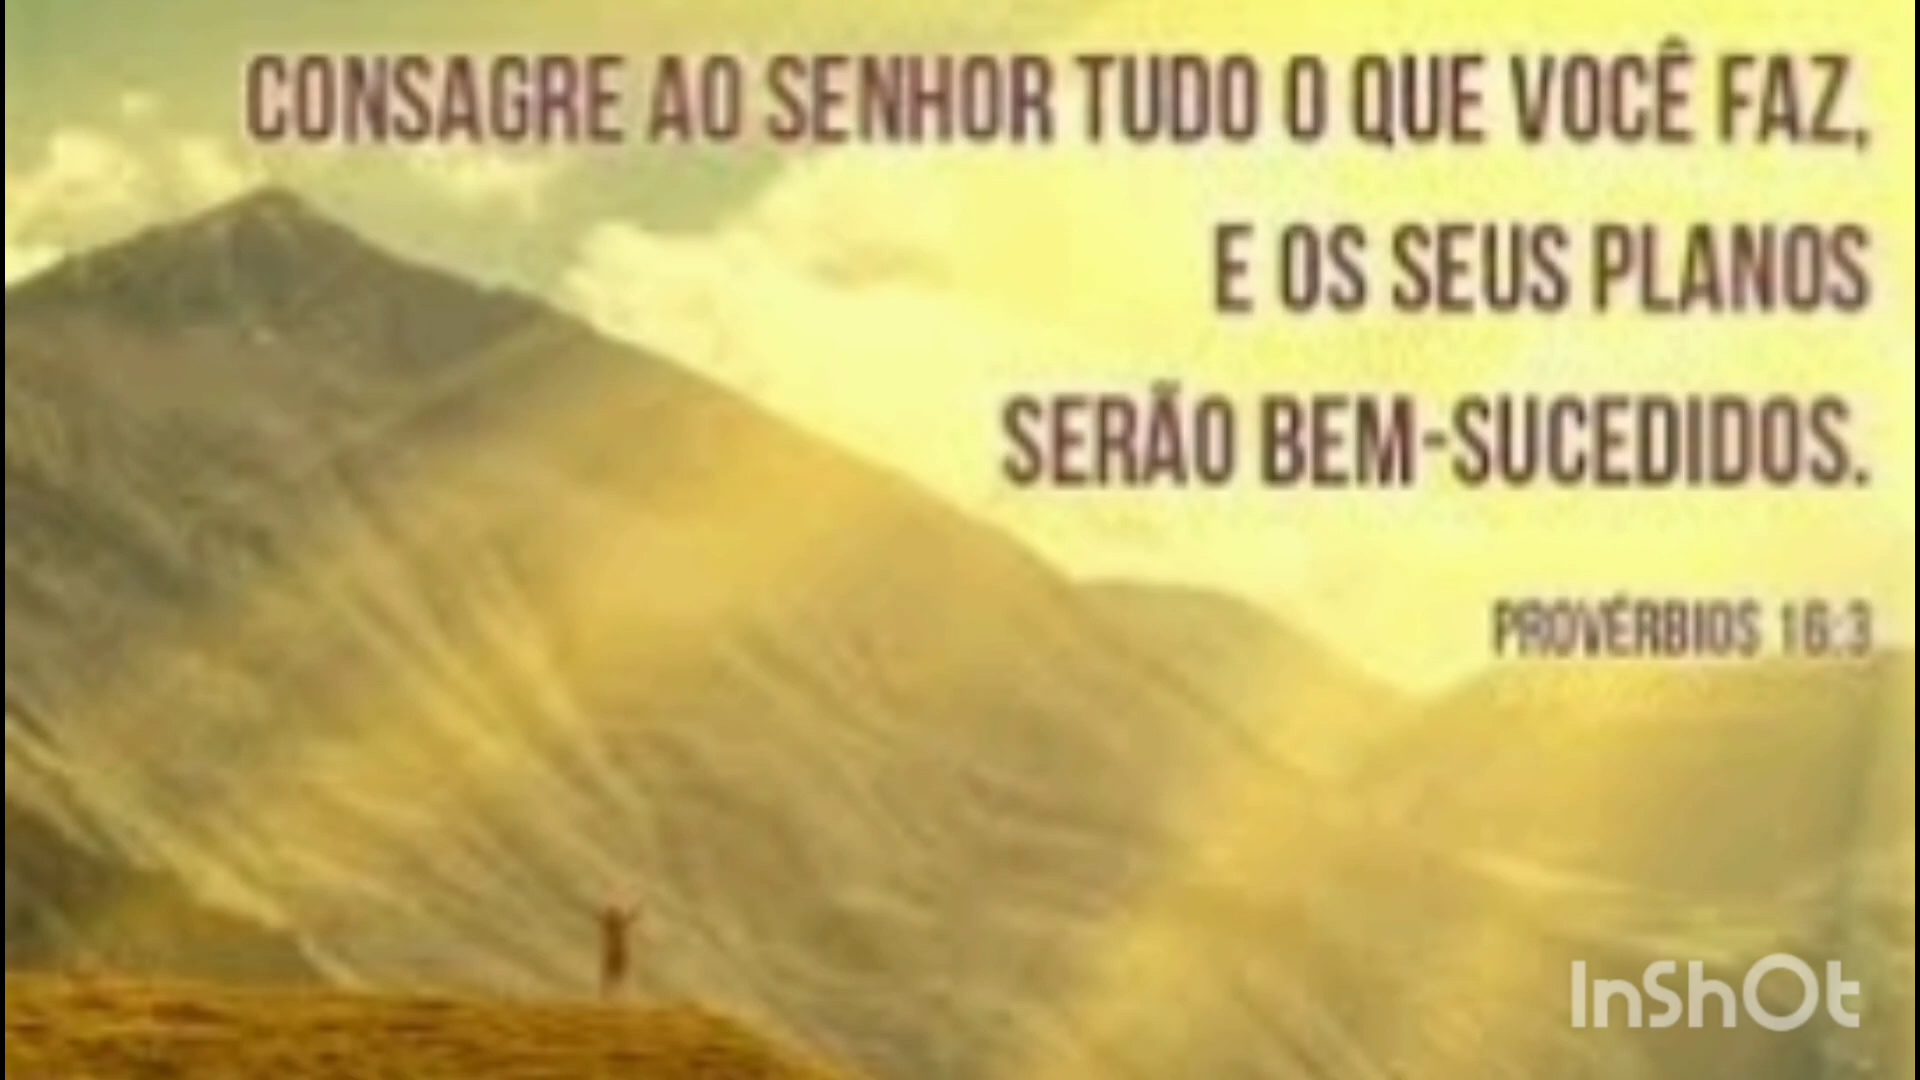 CONSAGRE AO SENHOR TUDO O QUE VOCÊ FAZ,
E OS SEUS PLANOS
SERÃO BEM-SUCEDIDOS.
PROVÉRBIOS 16:3
InShOt